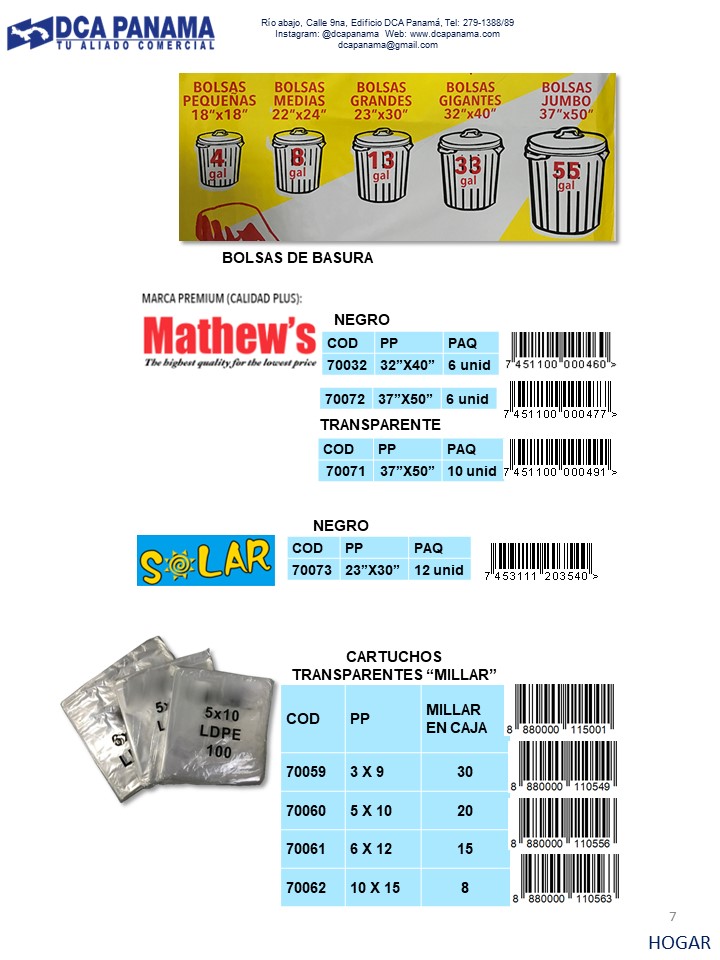 DCA PANAMA
TU ALIADO COMERCIAL
Río abajo, Calle 9na, Edificio DCA Panamá, Tel: 279-1388/89
Instagram: @dcapanama Web: www.dcapanama.com
dcapanama@gmail.com
BOLSAS PEQUEÑAS 18"x18"
4 gal
BOLSAS MEDIAS 22"x24"
8 gal
BOLSAS GRANDES 23"x30"
13 gal
BOLSAS GIGANTES 32"x40"
33 gal
BOLSAS JUMBO 37"x50"
55 gal
BOLSAS DE BASURA
MARCA PREMIUM (CALIDAD PLUS):
Mathew's
The highest quality for the lowest price
NEGRO
COD PP PAQ
70032 32”X40” 6 unid
7 451100 000460 >
70072 37”X50” 6 unid
7 451100 000477 >
TRANSPARENTE
COD PP PAQ
70071 37”X50” 10 unid
7 451100 000491 >
SOLAR
NEGRO
COD PP PAQ
70073 23”X30” 12 unid
7 453111 203540 >
CARTUCHOS
TRANSPARENTES “MILLAR”
5x10
LDPE
100
COD PP MILLAR EN CAJA
8 880000 115001
70059 3 X 9 30
8 880000 110549
70060 5 X 10 20
8 880000 110556
70061 6 X 12 15
70062 10 X 15 8
8 880000 110563
7
HOGAR